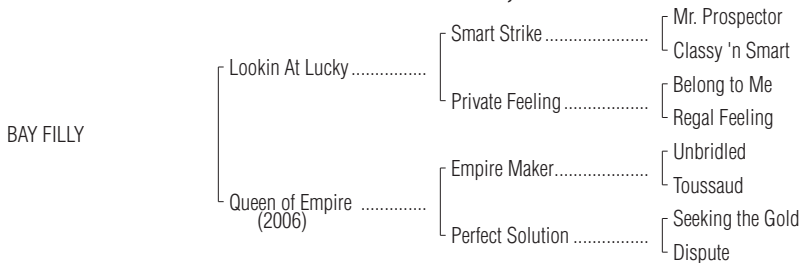 Mr. Prospector
Smart Strike .......................
Classy 'n Smart
Lookin At Lucky ................
Belong to Me
Private Feeling ..................
Regal Feeling
BAY FILLY
Unbridled
Empire Maker....................
Toussaud
Queen of Empire ..............
(2006)
Seeking the Gold
Perfect Solution ................
Dispute